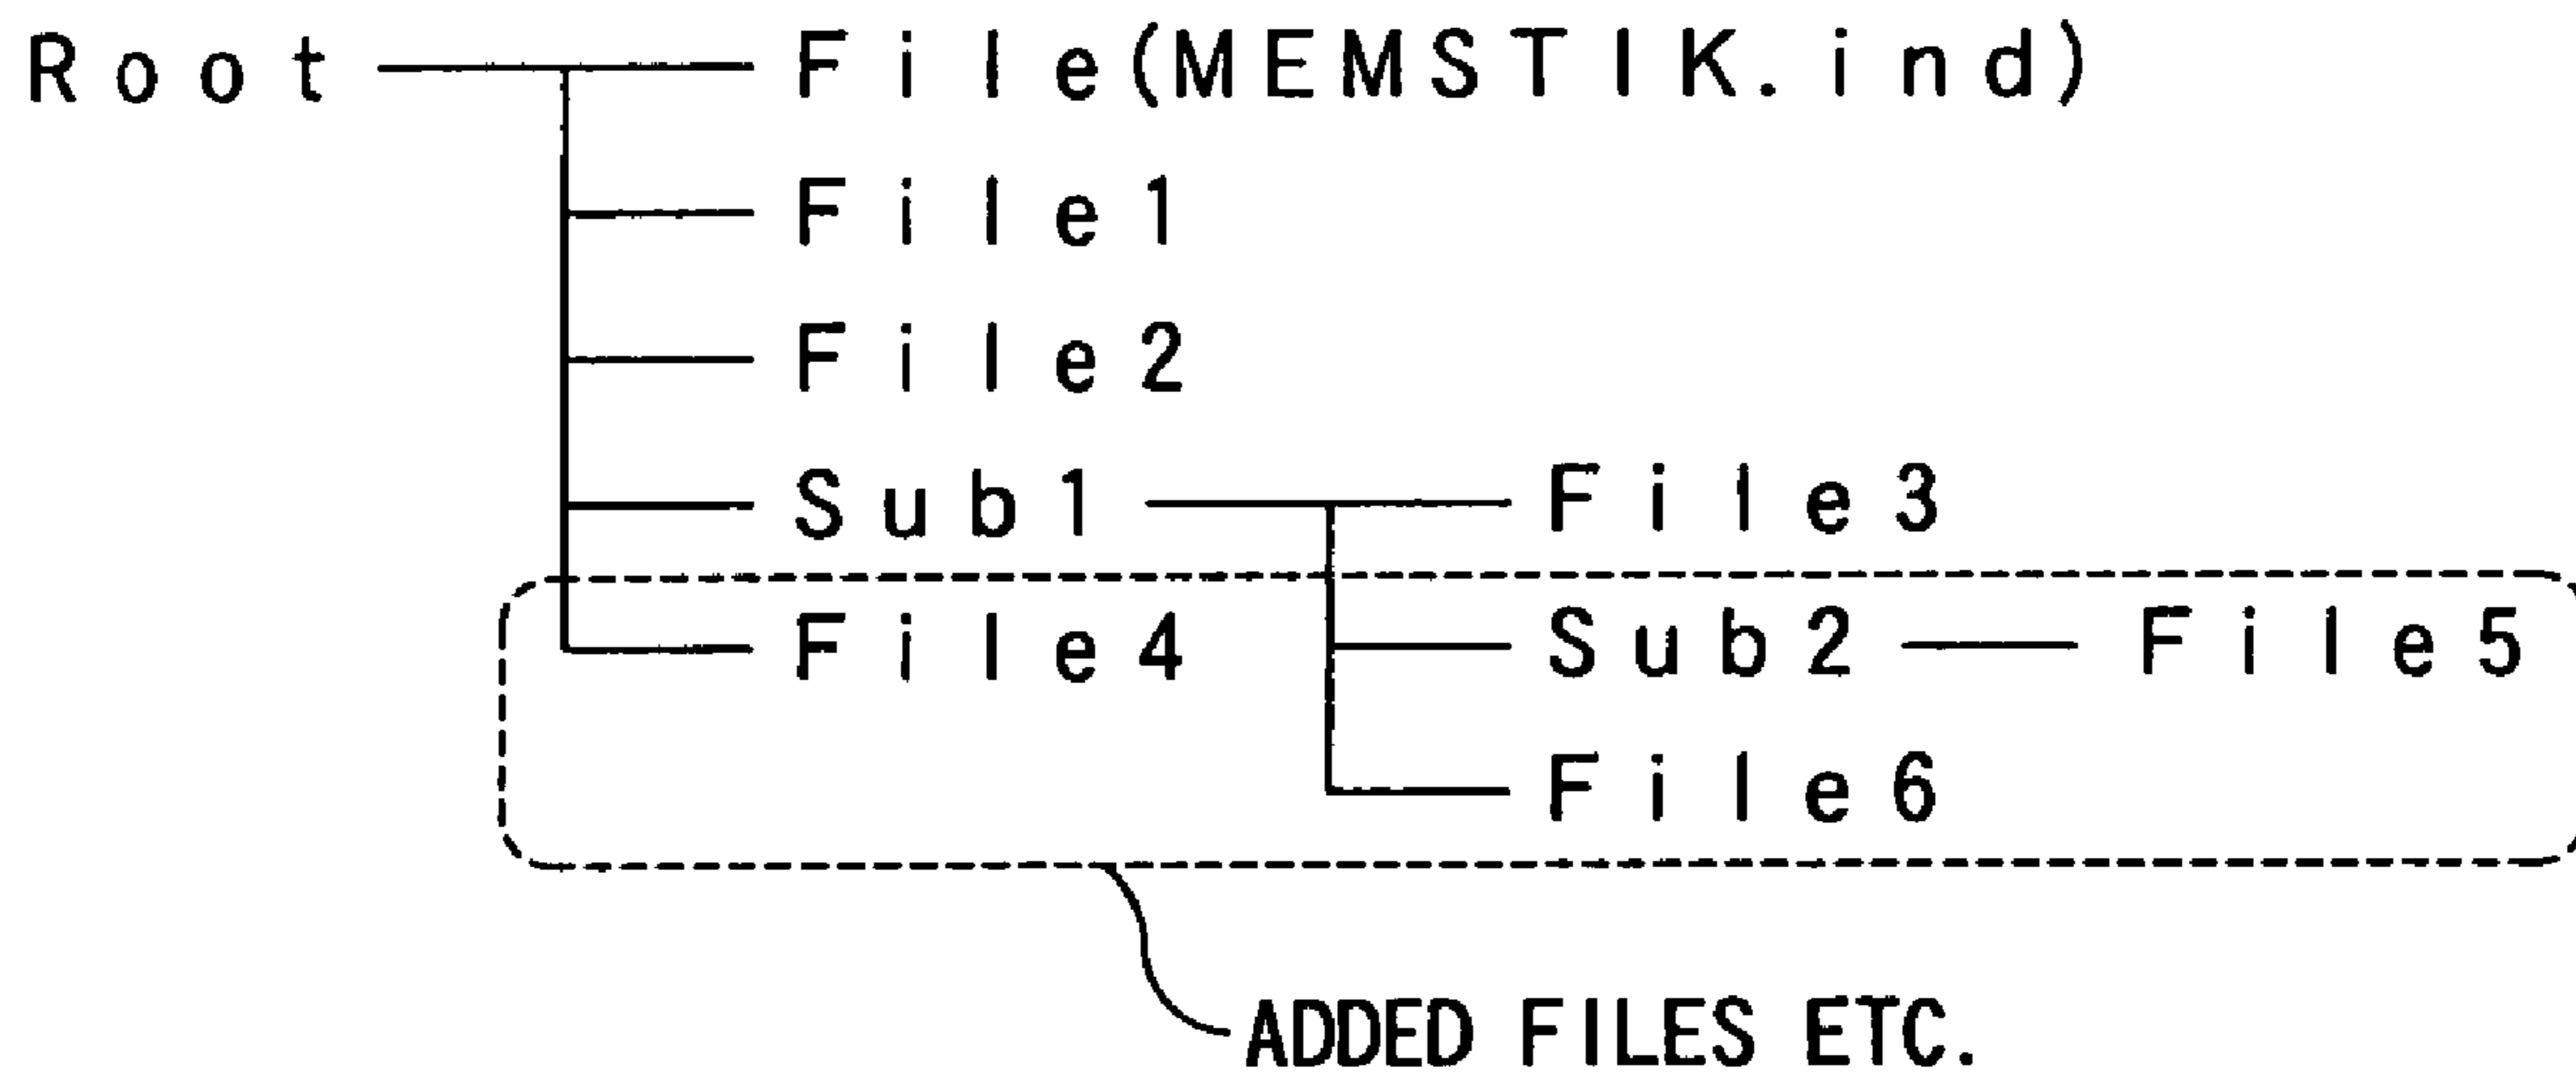 Root File(MEMSTIK.ind)
File1
File2
Sub1 File3
File4 Sub2 File5
File6
ADDED FILES ETC.